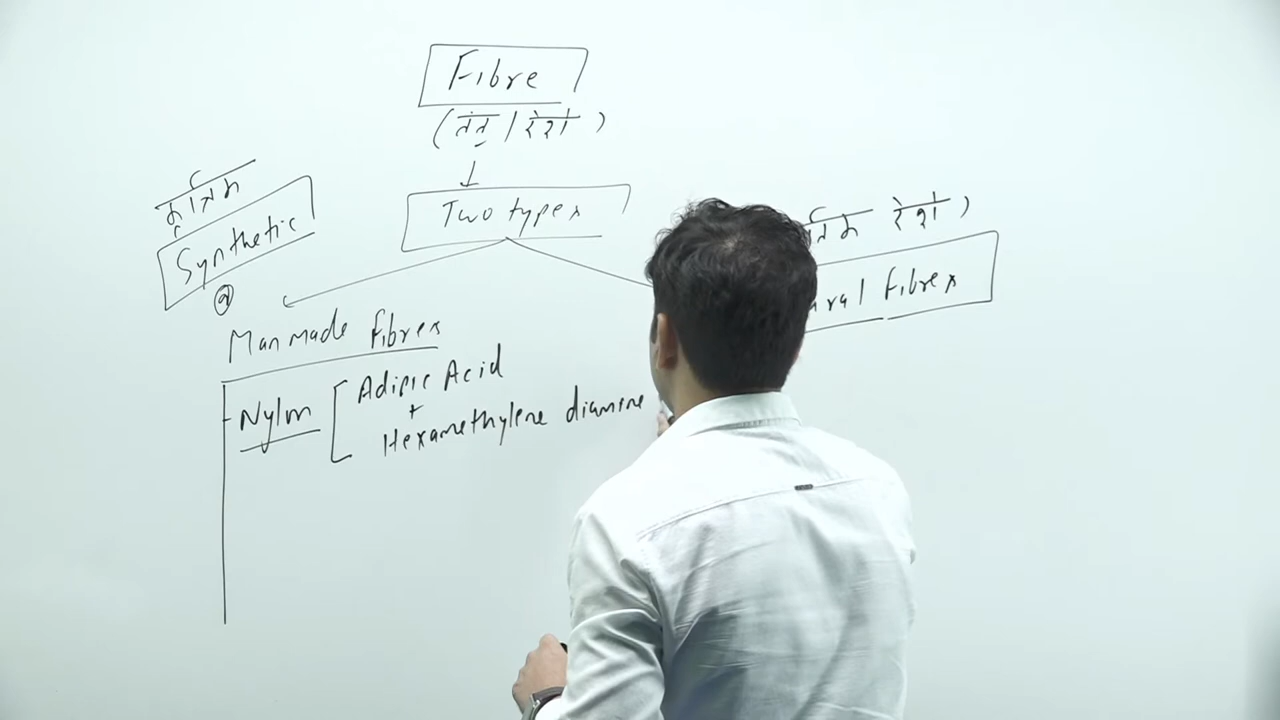 Fibre
(तंतु / रेशे)
Two types
कृत्रिम
Synthetic
Man made fibres
रेशे)
fibres
Nylon [ Adipic Acid
+
Hexamethylene diamine